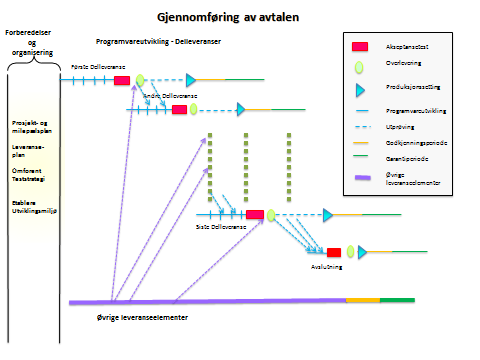 Gjennomføring av avtalen
Forberedelser
og
organisering
Programvareutvikling - Delleveranser
Første Delleveranse
Andre Delleveranse
Prosjekt- og
milepælsplan
Leveranse-
plan
Omforent
Teststrategi
Etablere
Utviklingsmiljø
Siste Delleveranse
Avslutning
Øvrige leveranseelementer
Akseptansetest
Overlevering
Produksjonssetting
Programvareutvikling
Utprøving
Godkjenningsperiode
Garantiperiode
Øvrige
leveranseelementer